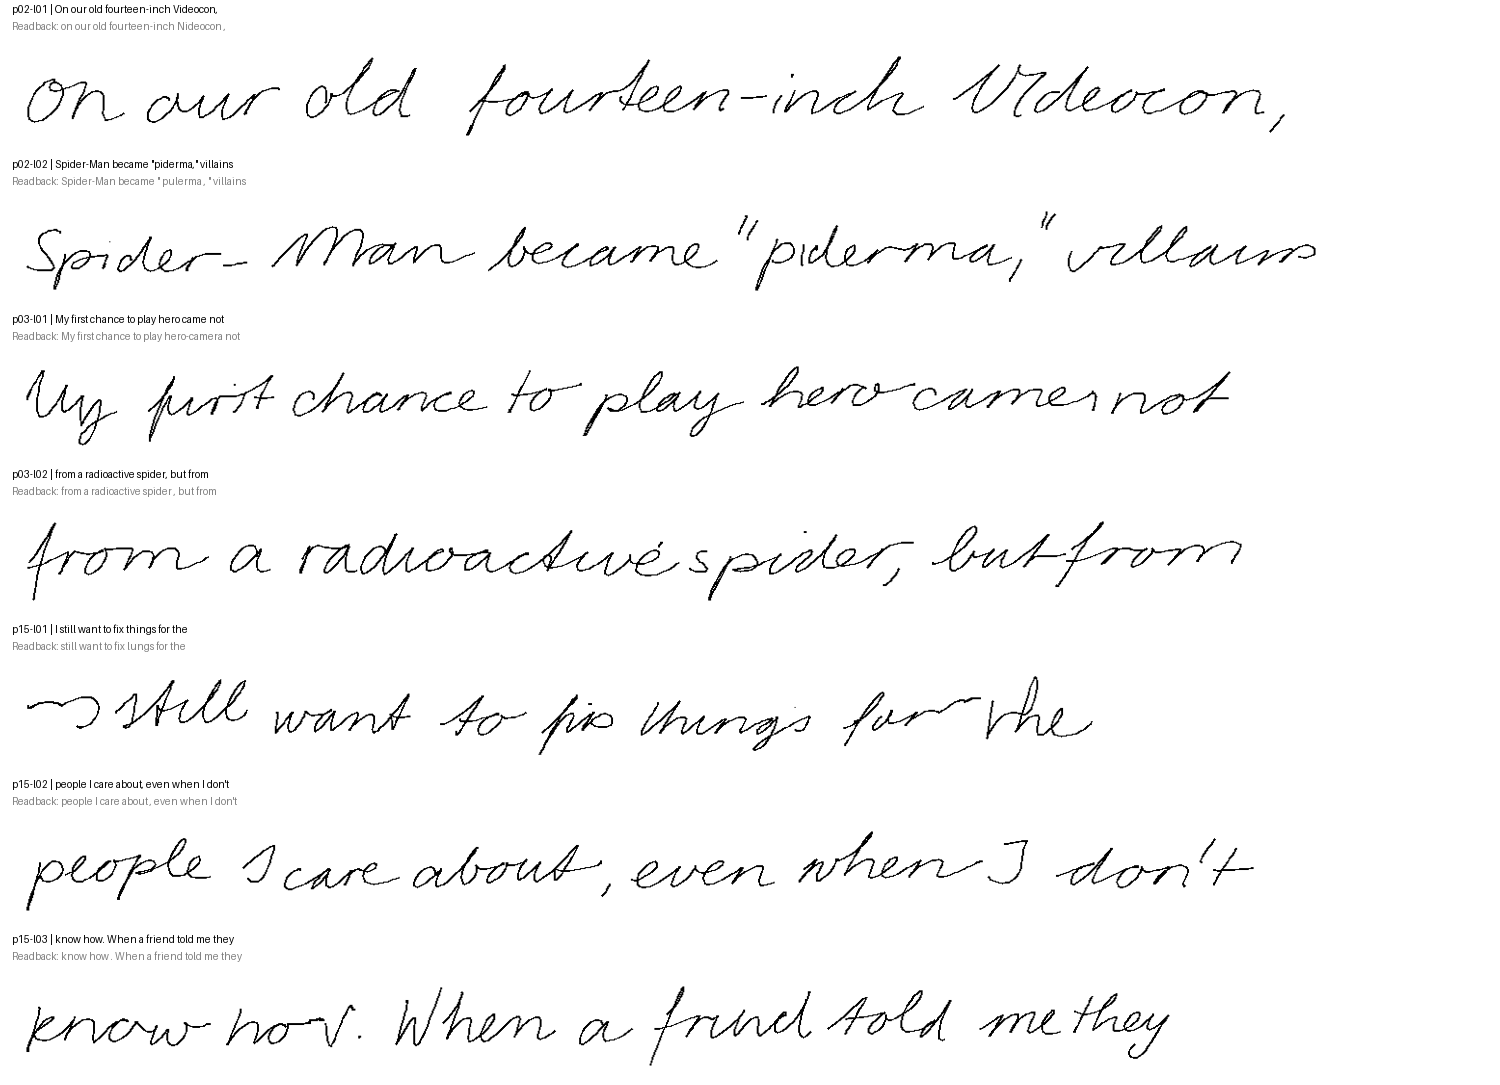 p02-l01 | On our old fourteen-inch Videocon,
Readback: on our old fourteen-inch Nideocon ,
On our old fourteen-inch Videocon,
p02-l02 | Spider-Man became "piderma," villains
Readback: Spider-Man became " pulerma , " villains
Spider-Man became "piderma," villains
p03-l01 | My first chance to play hero came not
Readback: My first chance to play hero-camera not
My first chance to play hero came not
p03-l02 | from a radioactive spider, but from
Readback: from a radioactive spider , but from
from a radioactive spider, but from
p15-l01 | I still want to fix things for the
Readback: still want to fix lungs for the
I still want to fix things for the
p15-l02 | people I care about, even when I don't
Readback: people I care about , even when I don't
people I care about, even when I don't
p15-l03 | know how. When a friend told me they
Readback: know how . When a friend told me they
know how. When a friend told me they